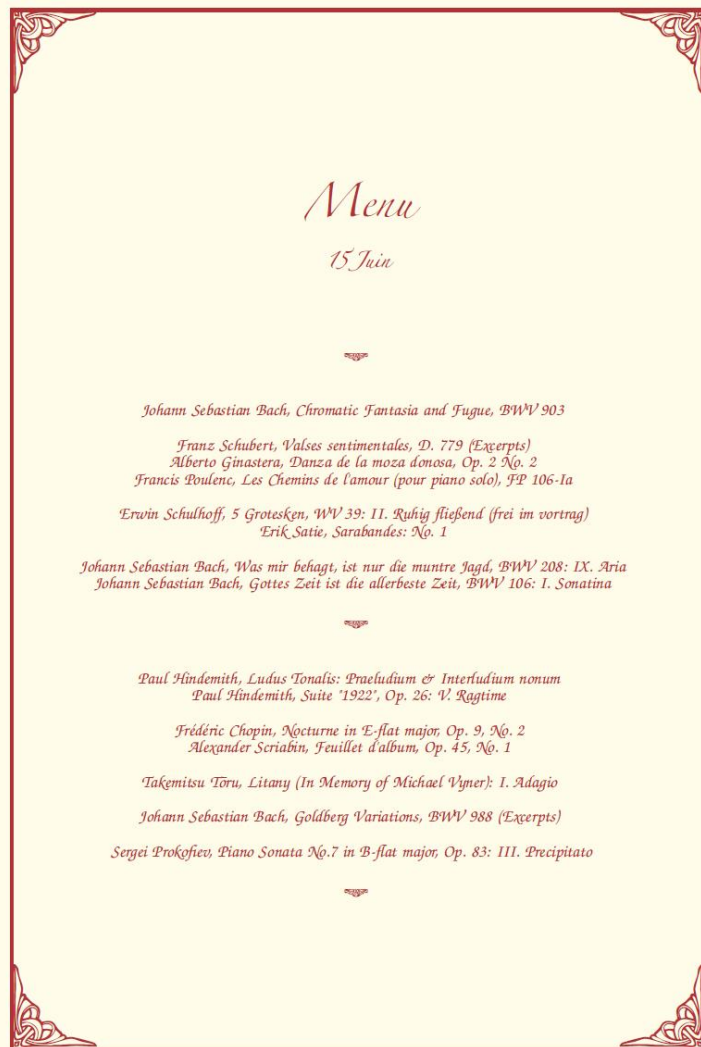 Menu
15 Juin
Johann Sebastian Bach, Chromatic Fantasia and Fugue, BWV 903
Franz Schubert, Valses sentimentales, D. 779 (Excerpts)
Alberto Ginastera, Danza de la moza donosa, Op. 2 No. 2
Francis Poulenc, Les Chemins de l'amour (pour piano solo), FP 106-Ia
Erwin Schulhoff, 5 Grotesken, WV 39: II. Ruhig fließend (frei im vortrag)
Erik Satie, Sarabandes: No. 1
Johann Sebastian Bach, Was mir behagt, ist nur die muntre Jagd, BWV 208: IX. Aria
Johann Sebastian Bach, Gottes Zeit ist die allerbeste Zeit, BWV 106: I. Sonatina
Paul Hindemith, Ludus Tonalis: Praeludium & Interludium nonum
Paul Hindemith, Suite "1922", Op. 26: V. Ragtime
Frédéric Chopin, Nocturne in E-flat major, Op. 9, No. 2
Alexander Scriabin, Feuillet d'album, Op. 45, No. 1
Takemitsu Tōru, Litany (In Memory of Michael Vyner): I. Adagio
Johann Sebastian Bach, Goldberg Variations, BWV 988 (Excerpts)
Sergei Prokofiev, Piano Sonata No.7 in B-flat major, Op. 83: III. Precipitato